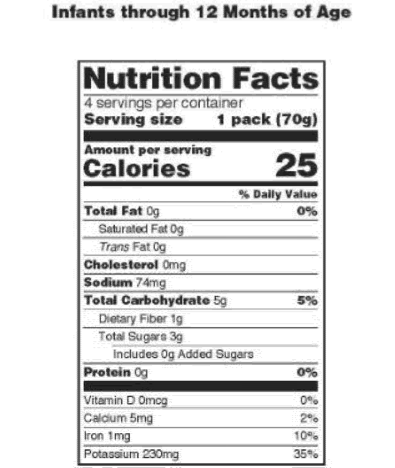 Infants through 12 Months of Age
Nutrition Facts
4 servings per container
Serving size 1 pack (70g)
Amount per serving
Calories 25
% Daily Value
Total Fat 0g 0%
Saturated Fat 0g
Trans Fat 0g
Cholesterol 0mg
Sodium 74mg
Total Carbohydrate 5g 5%
Dietary Fiber 1g
Total Sugars 3g
Includes 0g Added Sugars
Protein 0g 0%
Vitamin D 0mcg 0%
Calcium 5mg 2%
Iron 1mg 10%
Potassium 230mg 35%